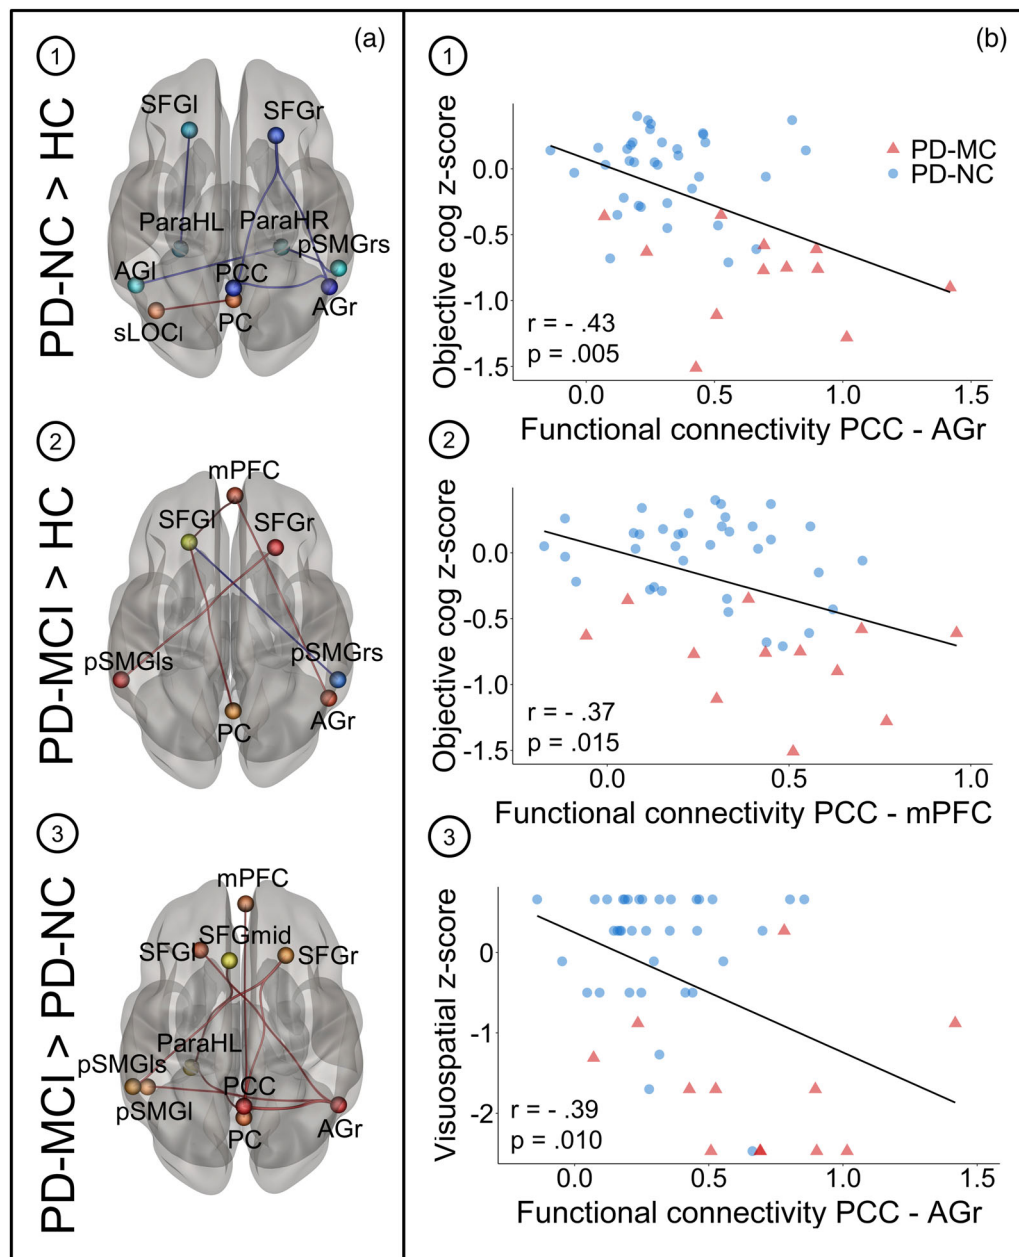 (a)
1
PD-NC > HC
SFGl
SFGr
ParaHL
ParaHR
pSMGrs
AGl
PCC
AGr
sLOCl
PC
2
PD-MCI > HC
mPFC
SFGl
SFGr
pSMGls
pSMGrs
AGr
PC
3
PD-MCI > PD-NC
mPFC
SFGmid
SFGl
SFGr
ParaHL
pSMGls
PCC
pSMGl
PC
AGr
(b)
1
Objective cog z-score
0.0
-0.5
-1.0
-1.5
PD-MC
PD-NC
r = - .43
p = .005
0.0 0.5 1.0 1.5
Functional connectivity PCC - AGr
2
Objective cog z-score
0.0
-0.5
-1.0
-1.5
r = - .37
p = .015
0.0 0.5 1.0
Functional connectivity PCC - mPFC
3
Visuospatial z-score
0
-1
-2
r = - .39
p = .010
0.0 0.5 1.0 1.5
Functional connectivity PCC - AGr